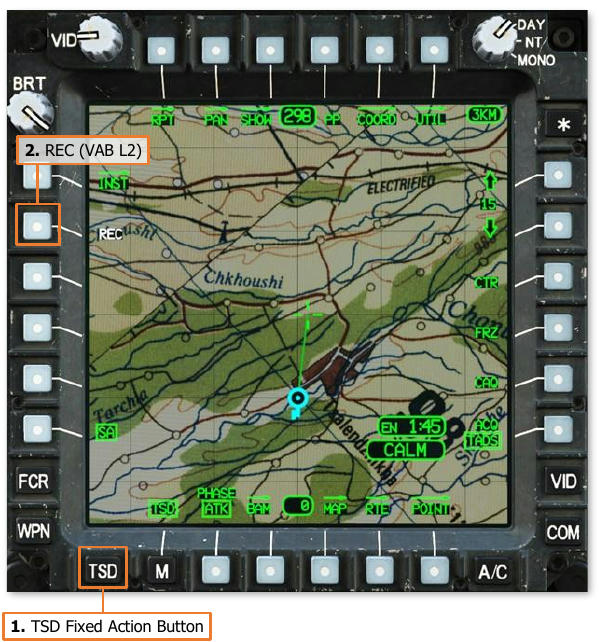 VID
DAY
NT
MONO
BRT
RPT PAN SHOW 298 PP COORD UTIL 3KM
*
2. REC (VAB L2)
INST
ELECTRIFIED
15
REC
Chkhoushi
CTR
FRZ
CAQ
Tarchia
SA
EN 1:45
CALM
ACQ
TADS
FCR
VID
PHASE
TSD ATK BAM 0 MAP RTE POINT
WPN
COM
TSD
M
A/C
1. TSD Fixed Action Button